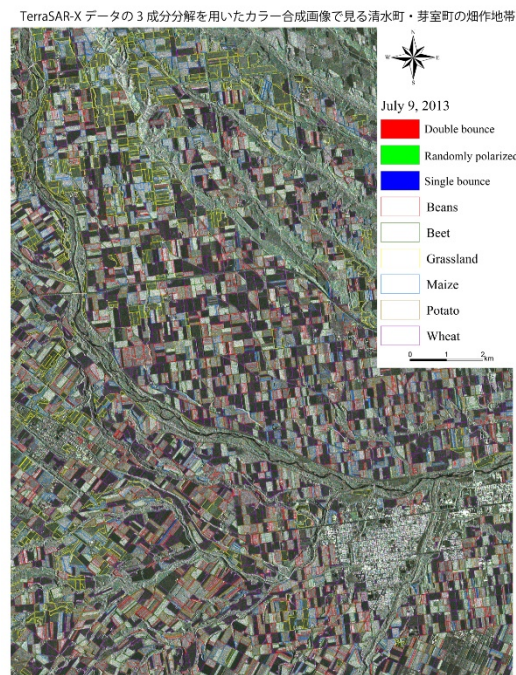 TerraSAR-X データの 3 成分分解を用いたカラー合成画像で見る清水町・芽室町の畑作地帯
N
W E
S
July 9, 2013
Double bounce
Randomly polarized
Single bounce
Beans
Beet
Grassland
Maize
Potato
Wheat
0 1 2
km